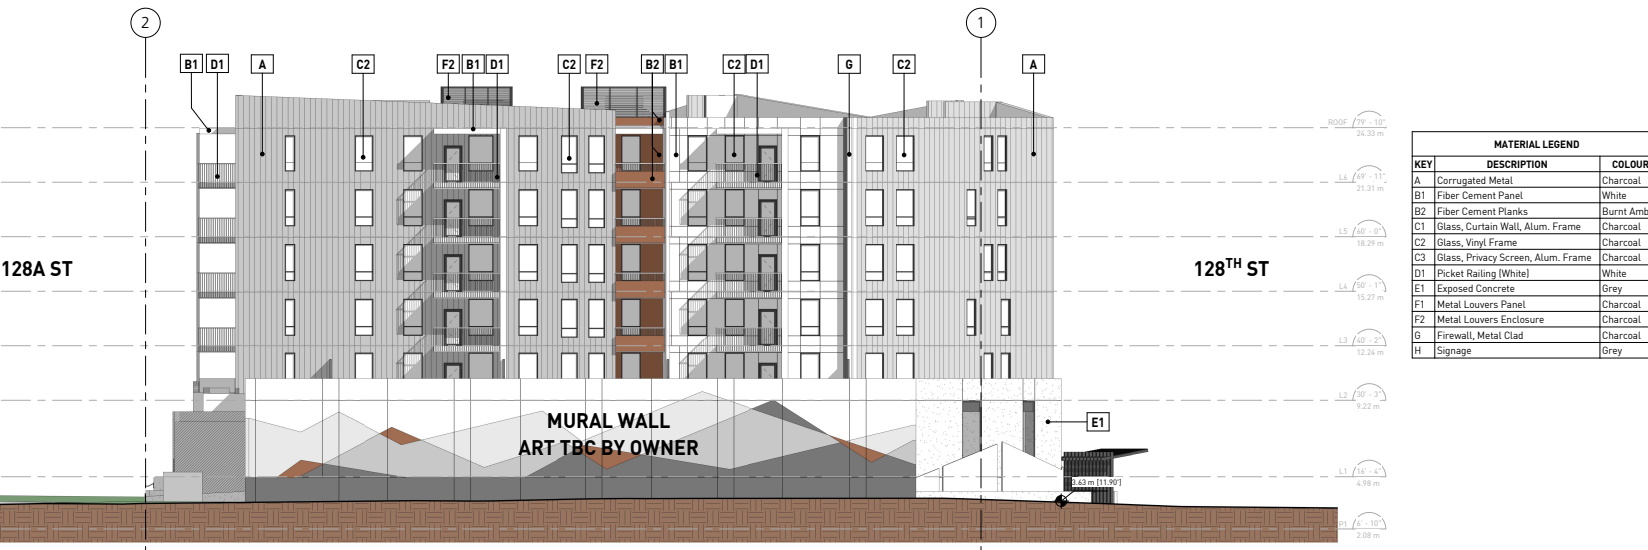 2
1
B1 D1 A C2 F2 B1 D1 C2 F2 B2 B1 C2 D1 G C2 A
ROOF 79' - 10"
24.33 m
L6 69' - 11"
21.31 m
L5 60' - 0"
18.29 m
L4 50' - 1"
15.27 m
L3 40' - 2"
12.24 m
L2 30' - 3"
9.22 m
L1 16' - 4"
4.98 m
P1 6' - 10"
2.08 m
128A ST
128TH ST
MURAL WALL
ART TBC BY OWNER
E1
3.63 m [11.90']
MATERIAL LEGEND
KEY DESCRIPTION COLOUR
A Corrugated Metal Charcoal
B1 Fiber Cement Panel White
B2 Fiber Cement Planks Burnt Amb
C1 Glass, Curtain Wall, Alum. Frame Charcoal
C2 Glass, Vinyl Frame Charcoal
C3 Glass, Privacy Screen, Alum. Frame Charcoal
D1 Picket Railing (White) White
E1 Exposed Concrete Grey
F1 Metal Louvers Panel Charcoal
F2 Metal Louvers Enclosure Charcoal
G Firewall, Metal Clad Charcoal
H Signage Grey